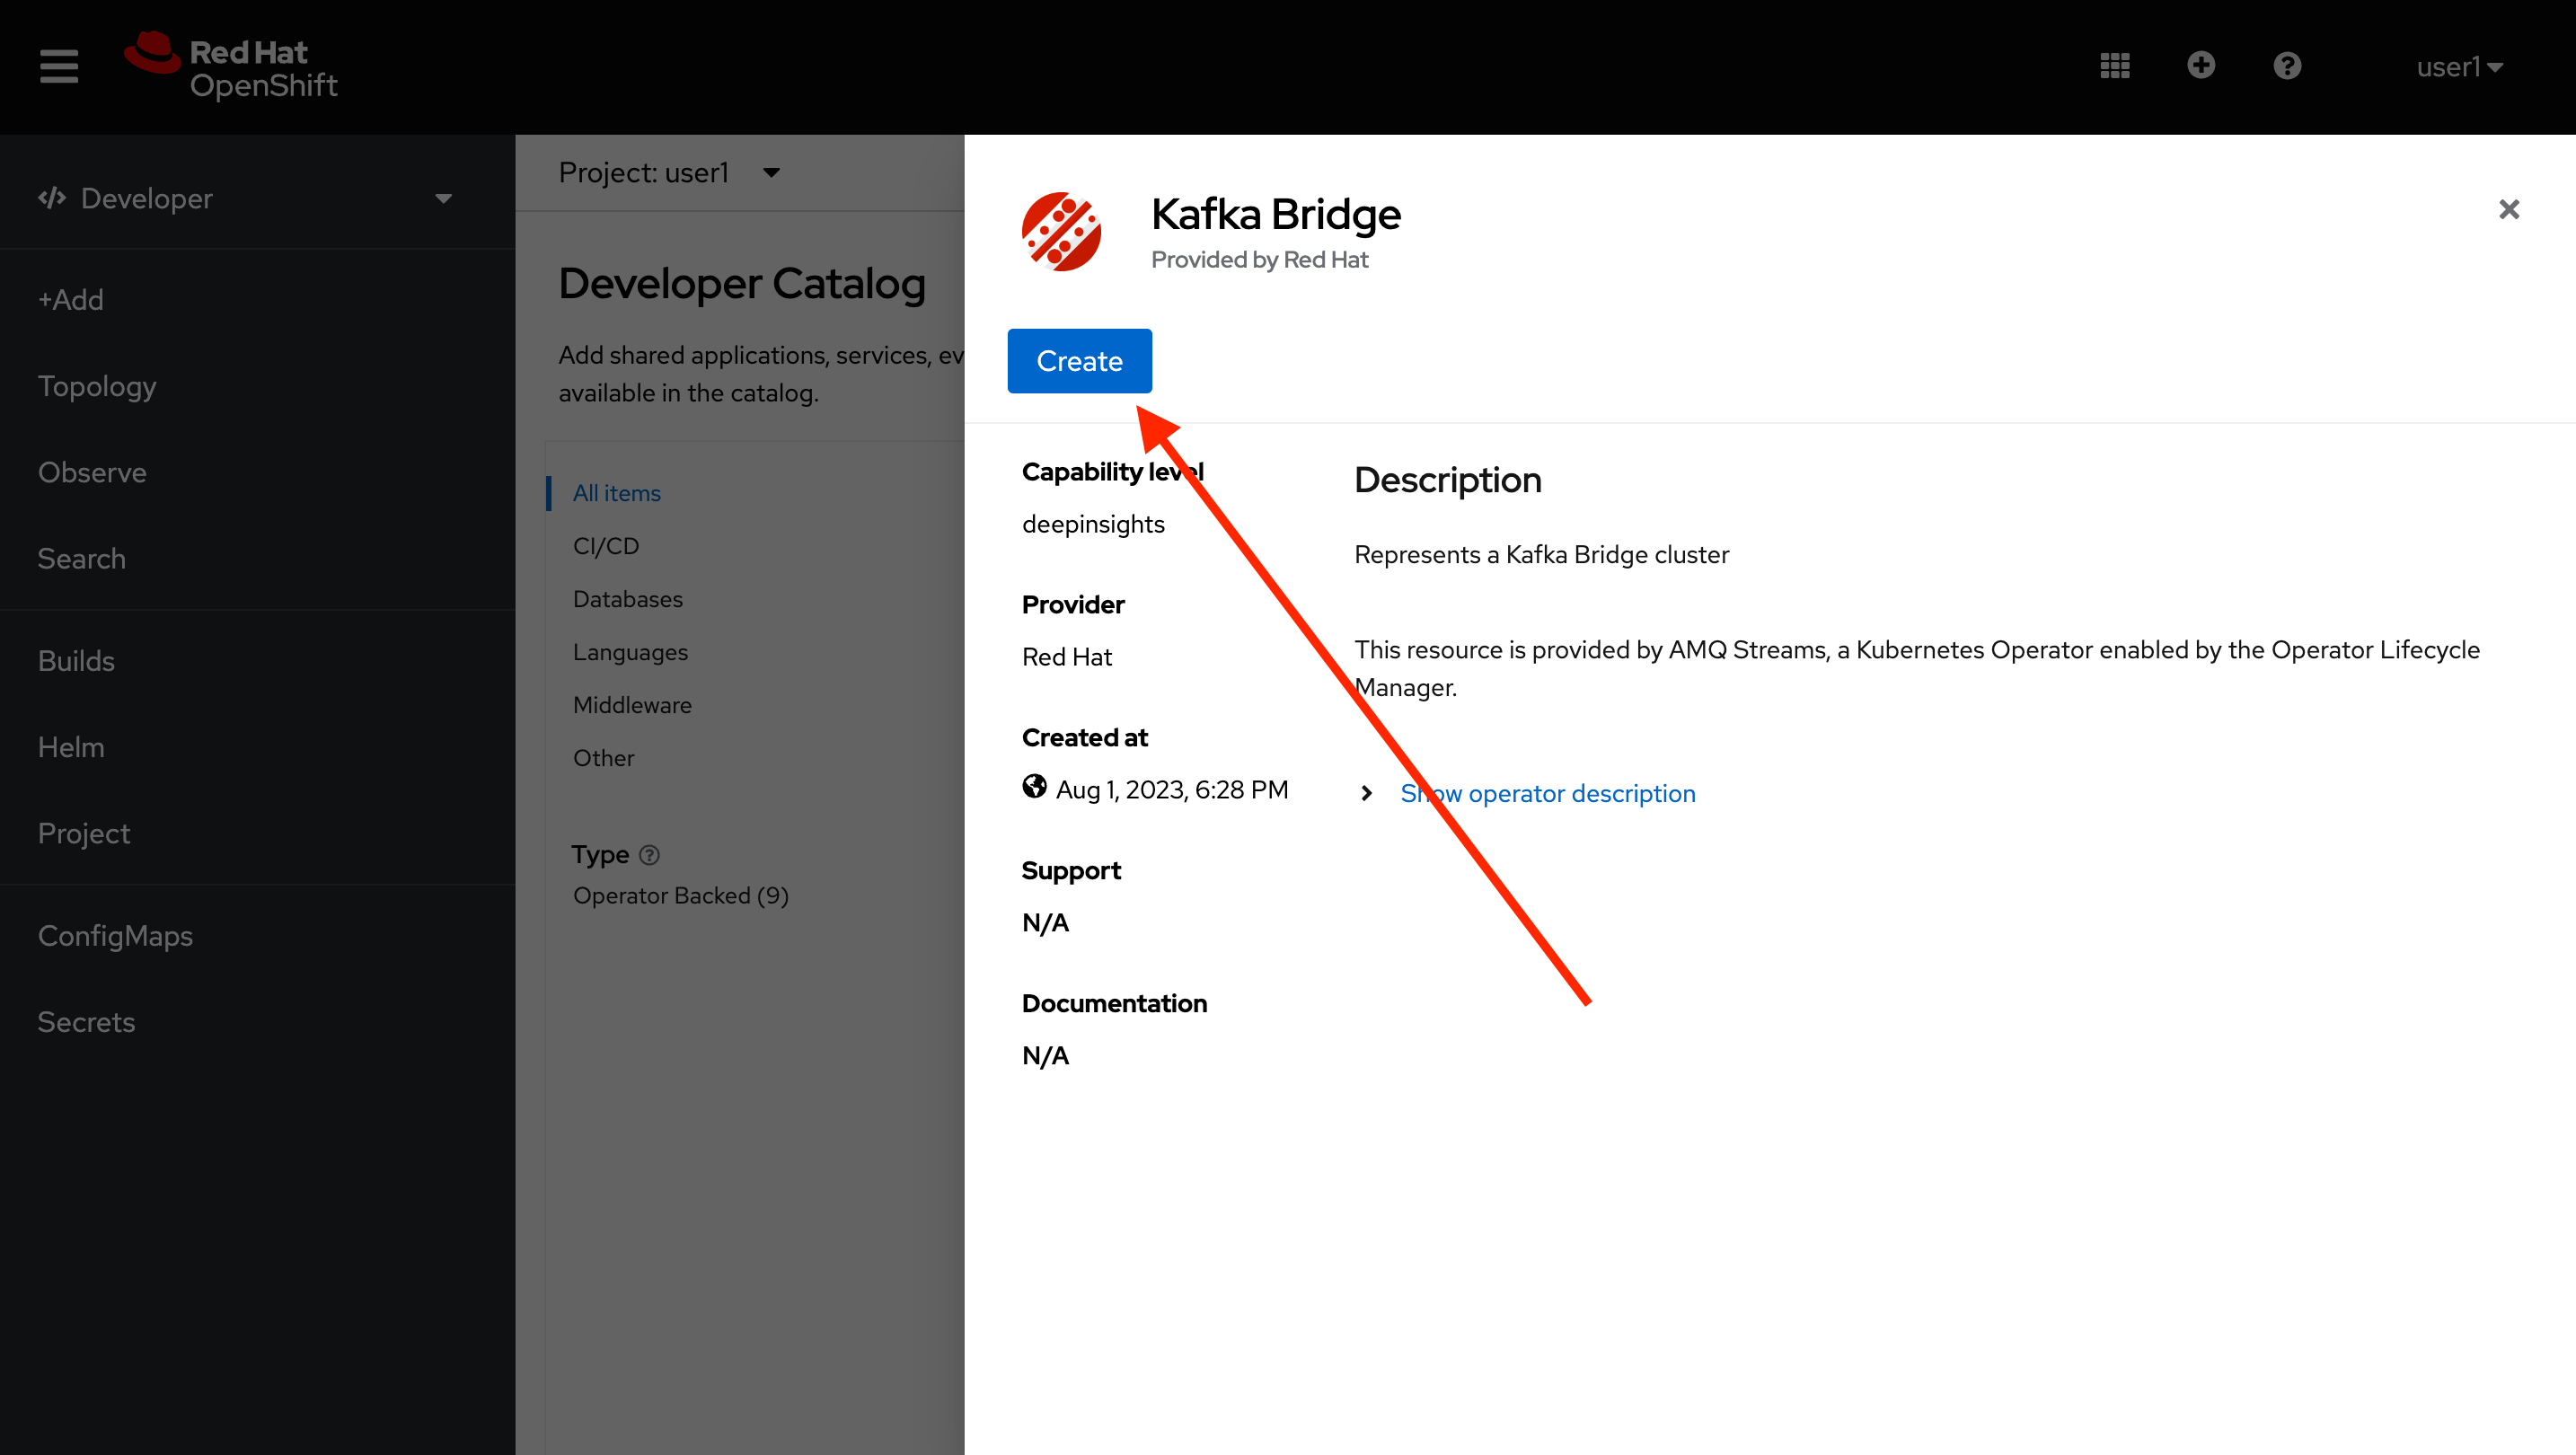 Red Hat
OpenShift
user1
Developer
+Add
Topology
Observe
Search
Builds
Helm
Project
ConfigMaps
Secrets
Project: user1
Developer Catalog
Add shared applications, services, ev
available in the catalog.
All items
CI/CD
Databases
Languages
Middleware
Other
Type
Operator Backed (9)
Kafka Bridge
Provided by Red Hat
Create
Capability level
deepinsights
Provider
Red Hat
Created at
Aug 1, 2023, 6:28 PM
Support
N/A
Documentation
N/A
Description
Represents a Kafka Bridge cluster
This resource is provided by AMQ Streams, a Kubernetes Operator enabled by the Operator Lifecycle
Manager.
Show operator description